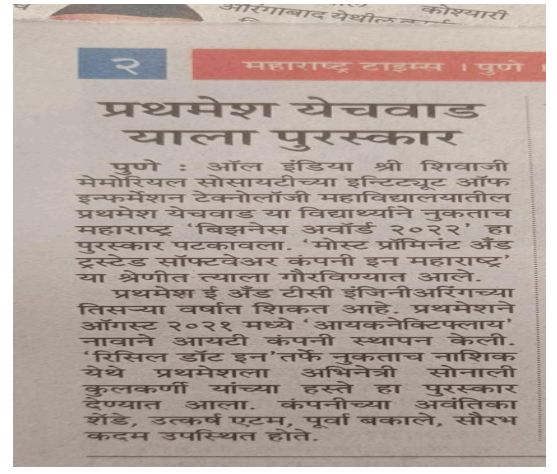 औरंगाबाद येथील
कोश्यारी
२
महाराष्ट्र टाइम्स । पुणे ।
प्रथमेश येचवाड
याला पुरस्कार
पुणे : ऑल इंडिया श्री शिवाजी
मेमोरियल सोसायटीच्या इन्टिट्यूट ऑफ
इन्फर्मेशन टेक्नोलॉजी महाविद्यालयातील
प्रथमेश येचवाड या विद्यार्थ्याने नुकताच
महाराष्ट्र 'बिझनेस अवॉर्ड २०२२' हा
पुरस्कार पटकावला. 'मोस्ट प्रॉमिनंट अँड
ट्रस्टेड सॉफ्टवेअर कंपनी इन महाराष्ट्र'
या श्रेणीत त्याला गौरविण्यात आले.
प्रथमेश ई अँड टीसी इंजिनीअरिंगच्या
तिसऱ्या वर्षात शिकत आहे. प्रथमेशने
ऑगस्ट २०२१ मध्ये 'आयकनेक्टिफ्लाय'
नावाने आयटी कंपनी स्थापन केली.
'रिसिल डॉट इन'तर्फे नुकताच नाशिक
येथे प्रथमेशला अभिनेत्री सोनाली
कुलकर्णी यांच्या हस्ते हा पुरस्कार
देण्यात आला. कंपनीच्या अवंतिका
शेंडे, उत्कर्ष एटम, पूर्वा बकाले, सौरभ
कदम उपस्थित होते.